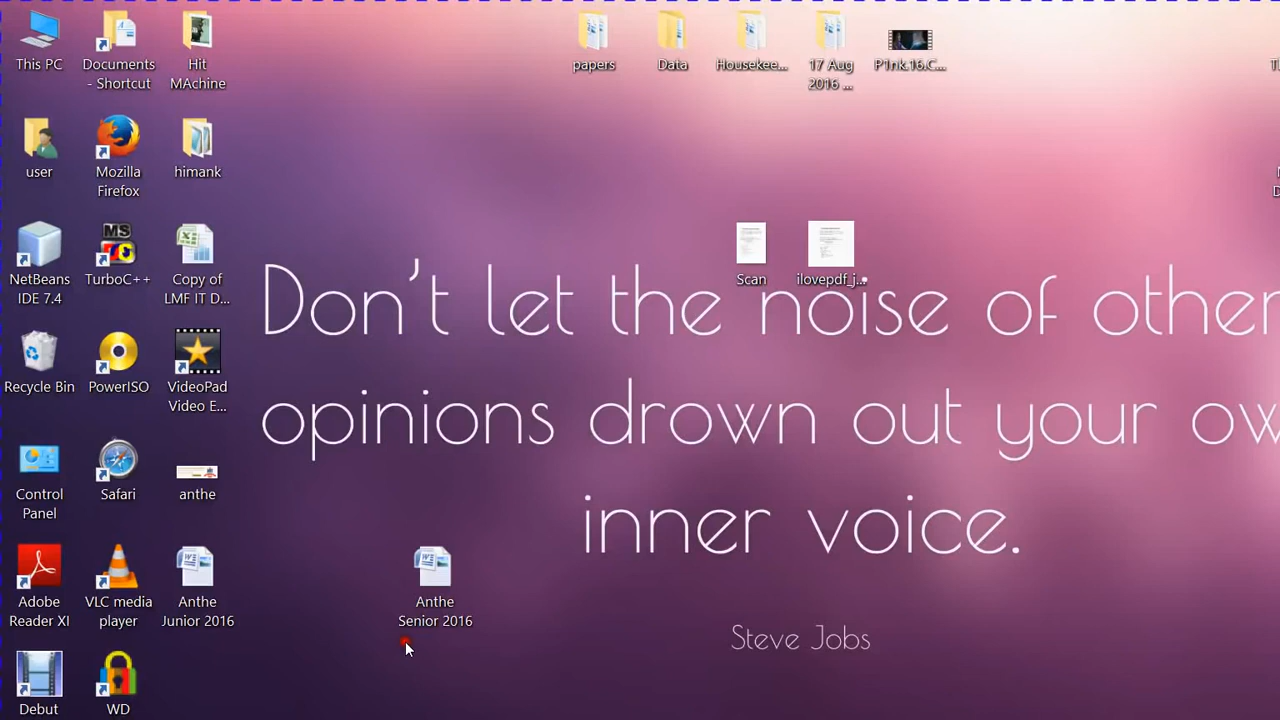 This PC
Documents
- Shortcut
Hit
MAchine
papers
Data
Housekee...
17 Aug
2016 ...
P1nk.16.C...
user
Mozilla
Firefox
himank
NetBeans
IDE 7.4
MS
TurboC++
Copy of
LMF IT D...
Scan
ilovepdf_j...
Don't let the noise of other
opinions drown out your ow
inner voice.
Steve Jobs
Recycle Bin
PowerISO
VideoPad
Video E...
Control
Panel
Safari
anthe
Adobe
Reader XI
VLC media
player
Anthe
Junior 2016
Anthe
Senior 2016
Debut
WD